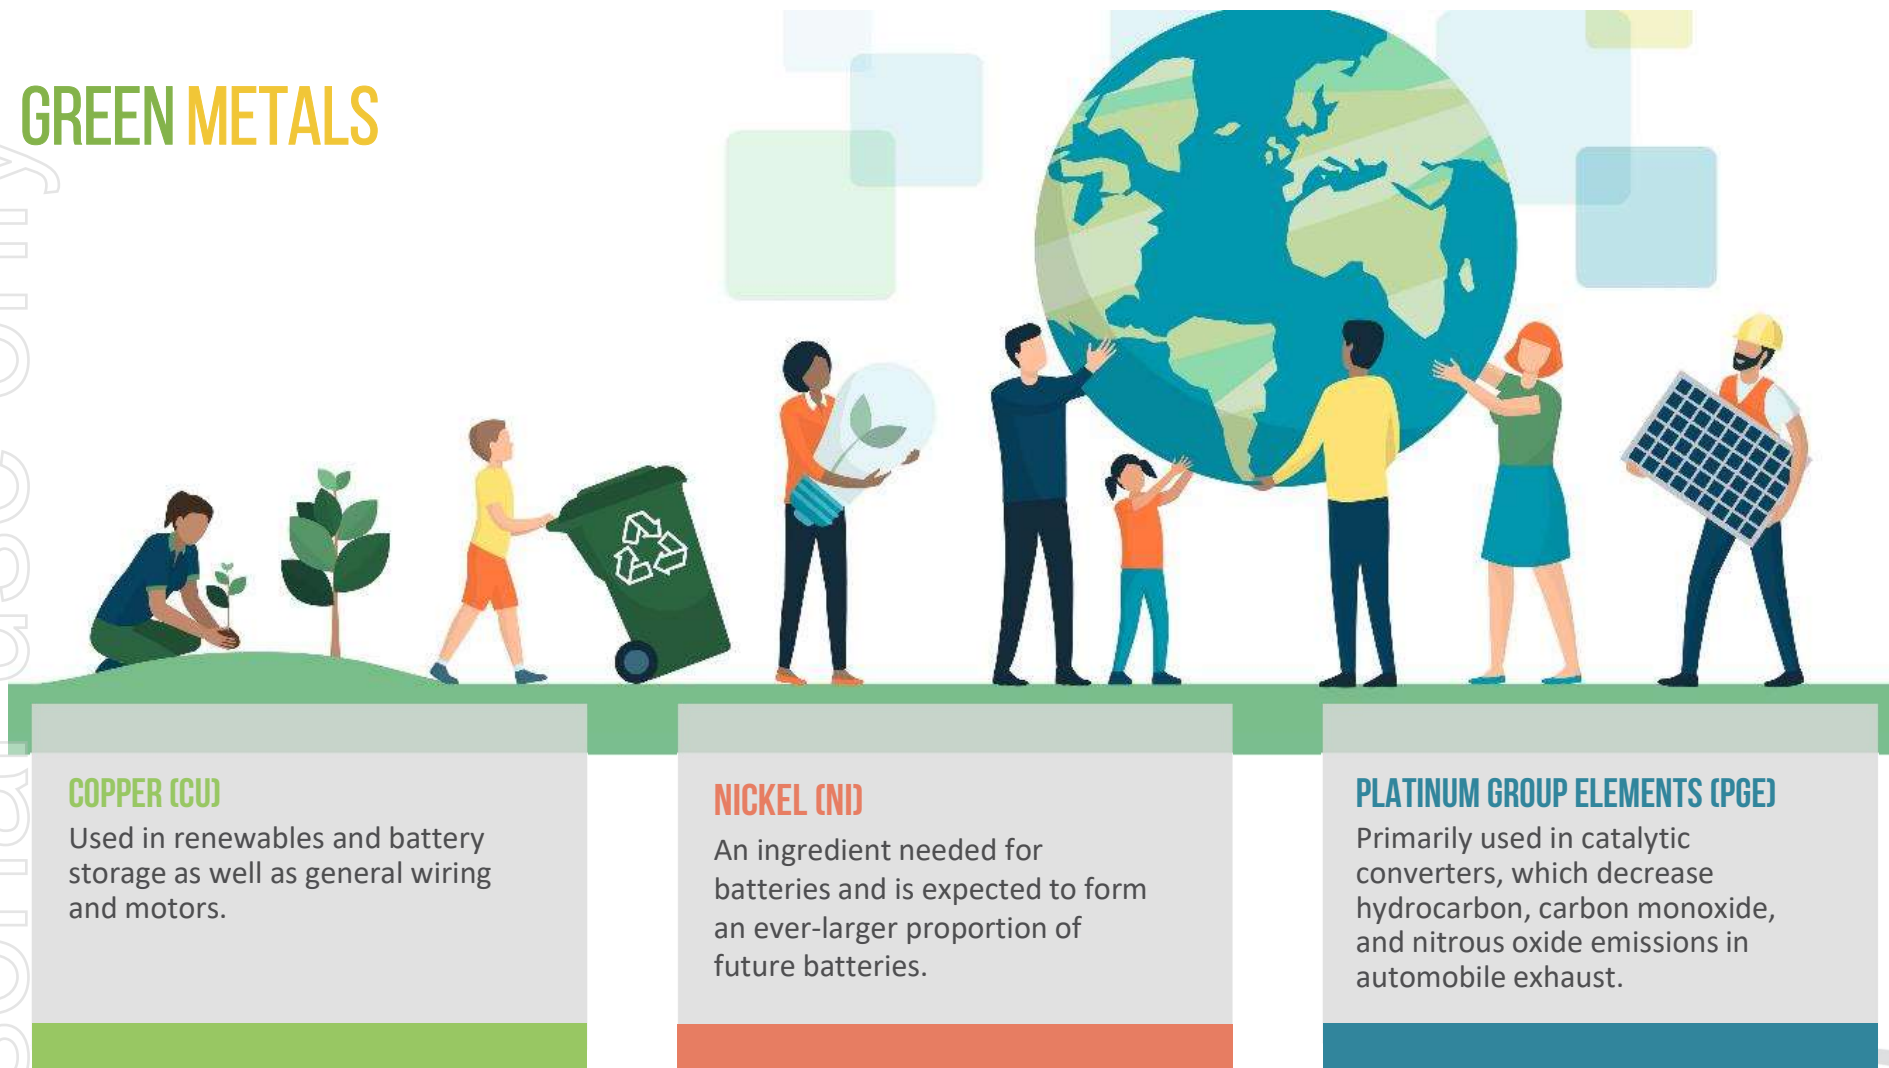 GREEN METALS
COPPER (CU)
Used in renewables and battery
storage as well as general wiring
and motors.
NICKEL (NI)
An ingredient needed for
batteries and is expected to form
an ever-larger proportion of
future batteries.
PLATINUM GROUP ELEMENTS (PGE)
Primarily used in catalytic
converters, which decrease
hydrocarbon, carbon monoxide,
and nitrous oxide emissions in
automobile exhaust.